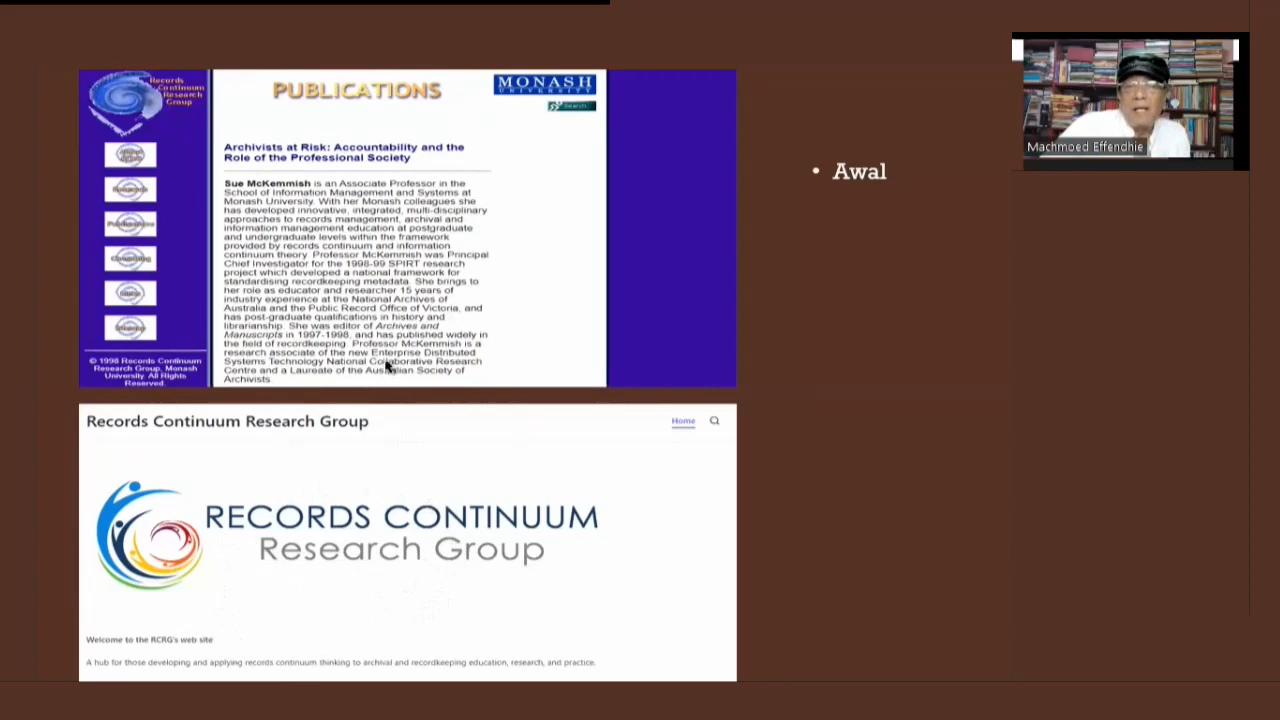 Records
Continuum
Research
Group
PUBLICATIONS
MONASH
UNIVERSITY
Search
Archivists at Risk: Accountability and the
Role of the Professional Society
Sue McKemmish is an Associate Professor in the
School of Information Management and Systems at
Monash University. With her Monash colleagues she
has developed innovative, integrated, multi-disciplinary
approaches to records management, archival and
information management education at postgraduate
and undergraduate levels within the framework
provided by records continuum and information
continuum theory. Professor McKemmish was Principal
Chief Investigator for the 1998-99 SPIRT research
project which developed a national framework for
standardising recordkeeping metadata. She brings to
her role as educator and researcher 15 years of
industry experience at the National Archives of
Australia and the Public Record Office of Victoria, and
has post-graduate qualifications in history and
librarianship. She was editor of Archives and
Manuscripts in 1997-1998, and has published widely in
the field of recordkeeping. Professor McKemmish is a
research associate of the new Enterprise Distributed
Systems Technology National Collaborative Research
Centre and a Laureate of the Australian Society of
Archivists
Publications
© 1998 Records Continuum
Research Group, Monash
University. All Rights
Reserved.
• Awal
Machmoed Effendhie
Records Continuum Research Group
Home
RECORDS CONTINUUM
Research Group
Welcome to the RCRG's web site
A hub for those developing and applying records continuum thinking to archival and recordkeeping education, research, and practice.